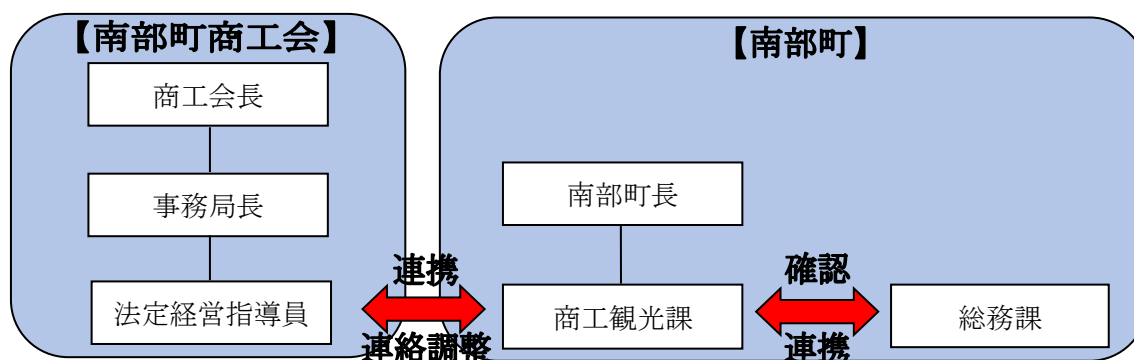 【南部町商工会】
商工会長
事務局長
法定経営指導員
連携
連絡調整
【南部町】
南部町長
商工観光課
確認
連携
総務課